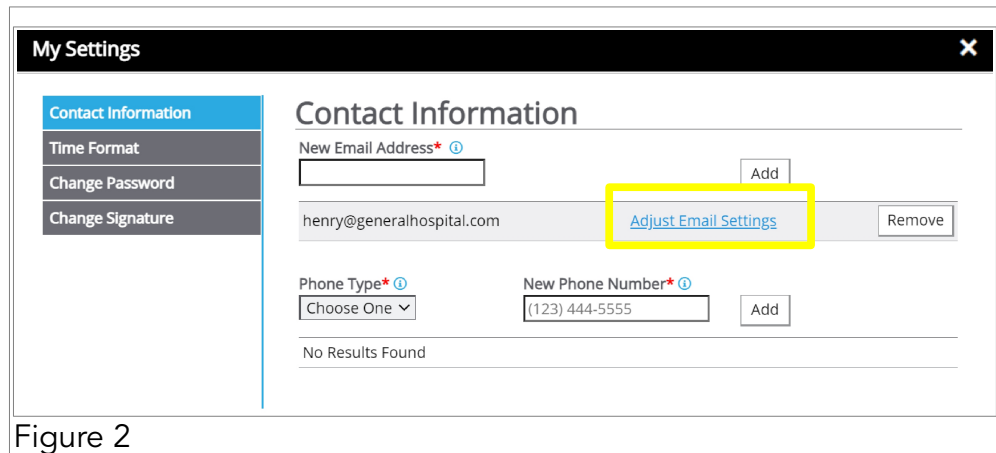 My Settings
Contact Information
Time Format
Change Password
Change Signature
Contact Information
New Email Address*
Add
henry@generalhospital.com Adjust Email Settings Remove
Phone Type* New Phone Number*
Choose One (123) 444-5555 Add
No Results Found
Figure 2